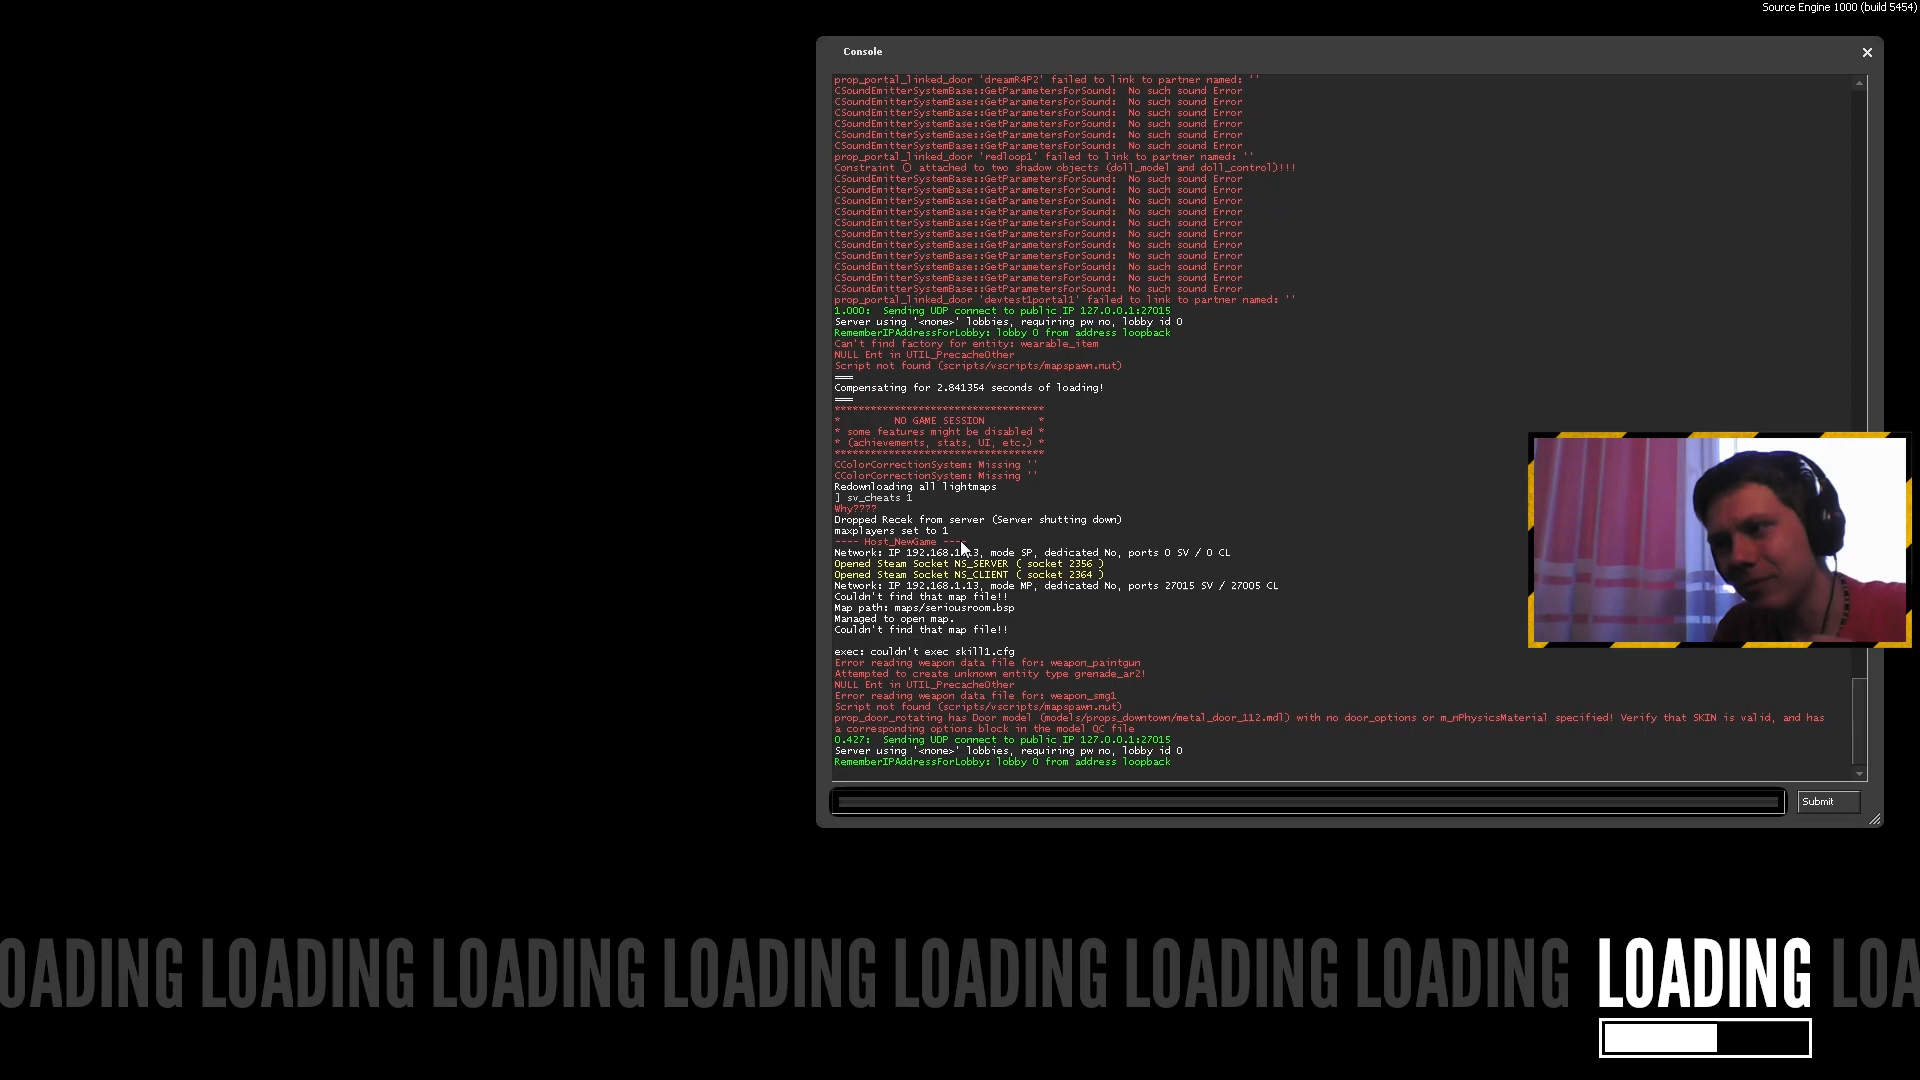 Source Engine 1000 (build 5454)
Console
prop_portal_linked_door 'dreamR4P2' failed to link to partner named: ''
CSoundEmitterSystemBase::GetParametersForSound:  No such sound Error
CSoundEmitterSystemBase::GetParametersForSound:  No such sound Error
CSoundEmitterSystemBase::GetParametersForSound:  No such sound Error
CSoundEmitterSystemBase::GetParametersForSound:  No such sound Error
CSoundEmitterSystemBase::GetParametersForSound:  No such sound Error
CSoundEmitterSystemBase::GetParametersForSound:  No such sound Error
prop_portal_linked_door 'redloop1' failed to link to partner named: ''
Constraint () attached to two shadow objects (doll_model and doll_control)!!!
CSoundEmitterSystemBase::GetParametersForSound:  No such sound Error
CSoundEmitterSystemBase::GetParametersForSound:  No such sound Error
CSoundEmitterSystemBase::GetParametersForSound:  No such sound Error
CSoundEmitterSystemBase::GetParametersForSound:  No such sound Error
CSoundEmitterSystemBase::GetParametersForSound:  No such sound Error
CSoundEmitterSystemBase::GetParametersForSound:  No such sound Error
CSoundEmitterSystemBase::GetParametersForSound:  No such sound Error
CSoundEmitterSystemBase::GetParametersForSound:  No such sound Error
CSoundEmitterSystemBase::GetParametersForSound:  No such sound Error
CSoundEmitterSystemBase::GetParametersForSound:  No such sound Error
CSoundEmitterSystemBase::GetParametersForSound:  No such sound Error
prop_portal_linked_door 'devtest1portal1' failed to link to partner named: ''
1.000:  Sending UDP connect to public IP 127.0.0.1:27015
Server using '<none>' lobbies, requiring pw no, lobby id 0
RememberIPAddressForLobby: lobby 0 from address loopback
Can't find factory for entity: wearable_item
NULL Ent in UTIL_PrecacheOther
Script not found (scripts/vscripts/mapspawn.nut)
===
Compensating for 2.841354 seconds of loading!
===
***********************************
*         NO GAME SESSION         *
* some features might be disabled *
* (achievements, stats, UI, etc.) *
***********************************
CColorCorrectionSystem: Missing ''
CColorCorrectionSystem: Missing ''
Redownloading all lightmaps
] sv_cheats 1
Why????
Dropped Recek from server (Server shutting down)
maxplayers set to 1
---- Host_NewGame ----
Network: IP 192.168.1.13, mode SP, dedicated No, ports 0 SV / 0 CL
Opened Steam Socket NS_SERVER ( socket 2356 )
Opened Steam Socket NS_CLIENT ( socket 2364 )
Network: IP 192.168.1.13, mode MP, dedicated No, ports 27015 SV / 27005 CL
Couldn't find that map file!!
Map path: maps/seriousroom.bsp
Managed to open map.
Couldn't find that map file!!
exec: couldn't exec skill1.cfg
Error reading weapon data file for: weapon_paintgun
Attempted to create unknown entity type grenade_ar2!
NULL Ent in UTIL_PrecacheOther
Error reading weapon data file for: weapon_smg1
Script not found (scripts/vscripts/mapspawn.nut)
prop_door_rotating has Door model (models/props_downtown/metal_door_112.mdl) with no door_options or m_nPhysicsMaterial specified! Verify that SKIN is valid, and has
a corresponding options block in the model QC file
0.427:  Sending UDP connect to public IP 127.0.0.1:27015
Server using '<none>' lobbies, requiring pw no, lobby id 0
RememberIPAddressForLobby: lobby 0 from address loopback
Submit
OADING LOADING LOADING LOADING LOADING LOADING LOADING LOADING LOA